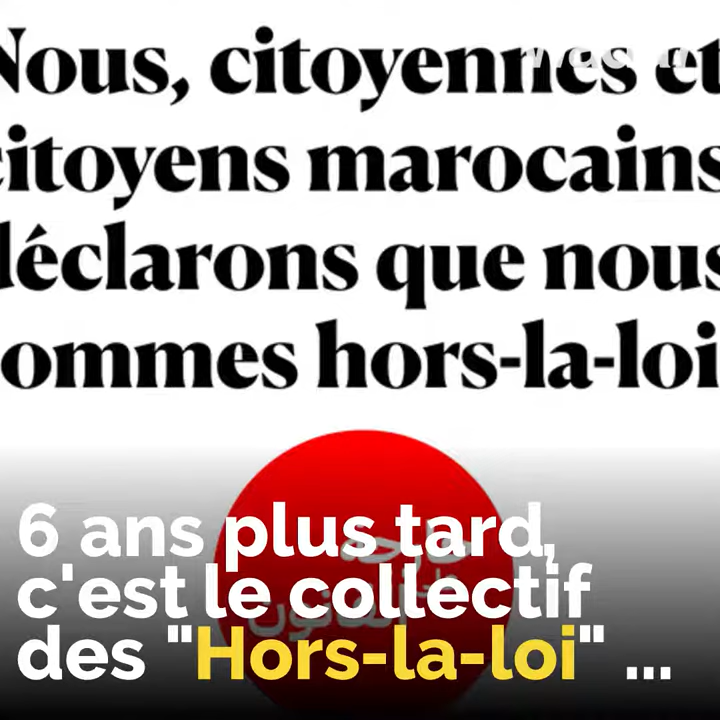 Nous, citoyennes et
citoyens marocains
déclarons que nous
ommes hors-la-loi
6 ans plus tard,
c'est le collectif
des "Hors-la-loi" ...